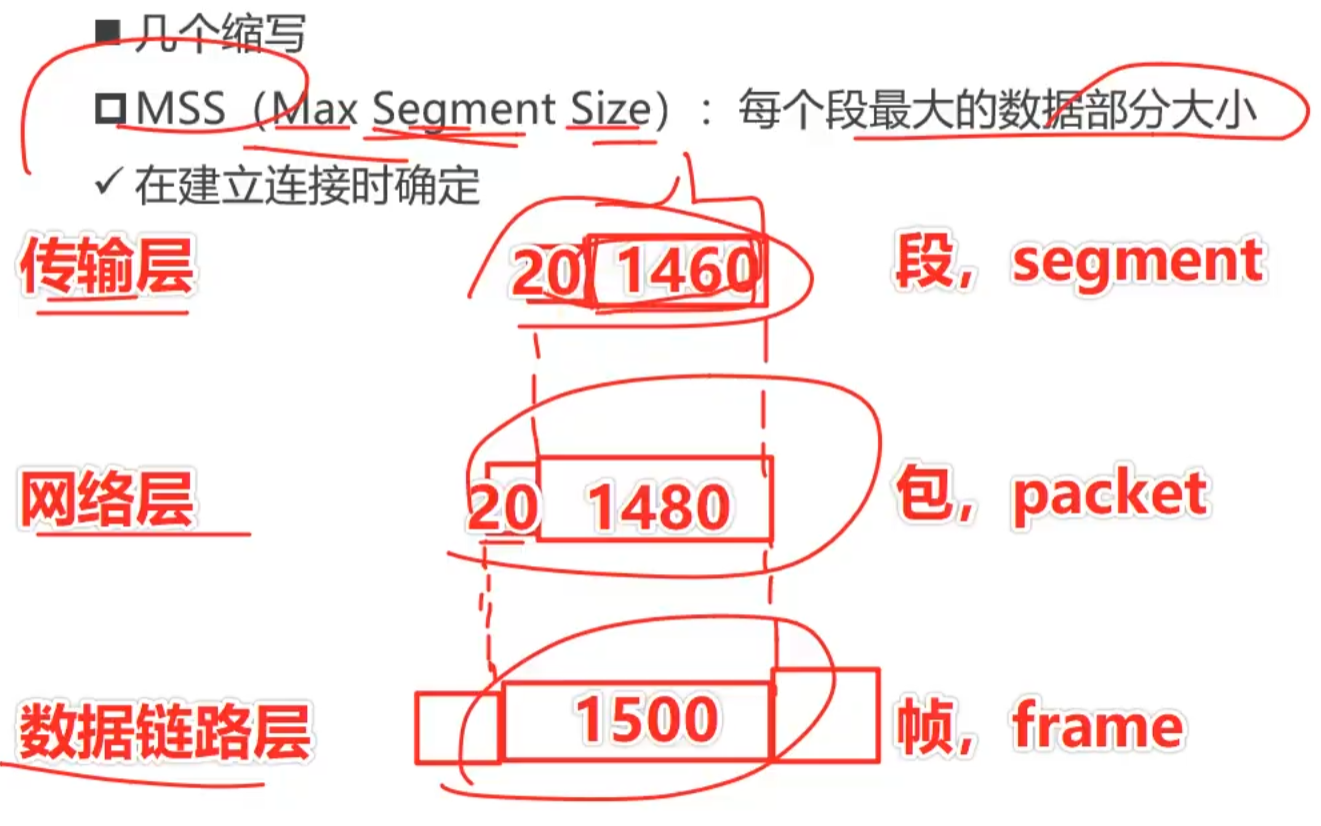 几个缩写
MSS（Max Segment Size）：每个段最大的数据部分大小
✓ 在建立连接时确定
传输层 20 1460 段，segment
网络层 20 1480 包，packet
数据链路层 1500 帧，frame